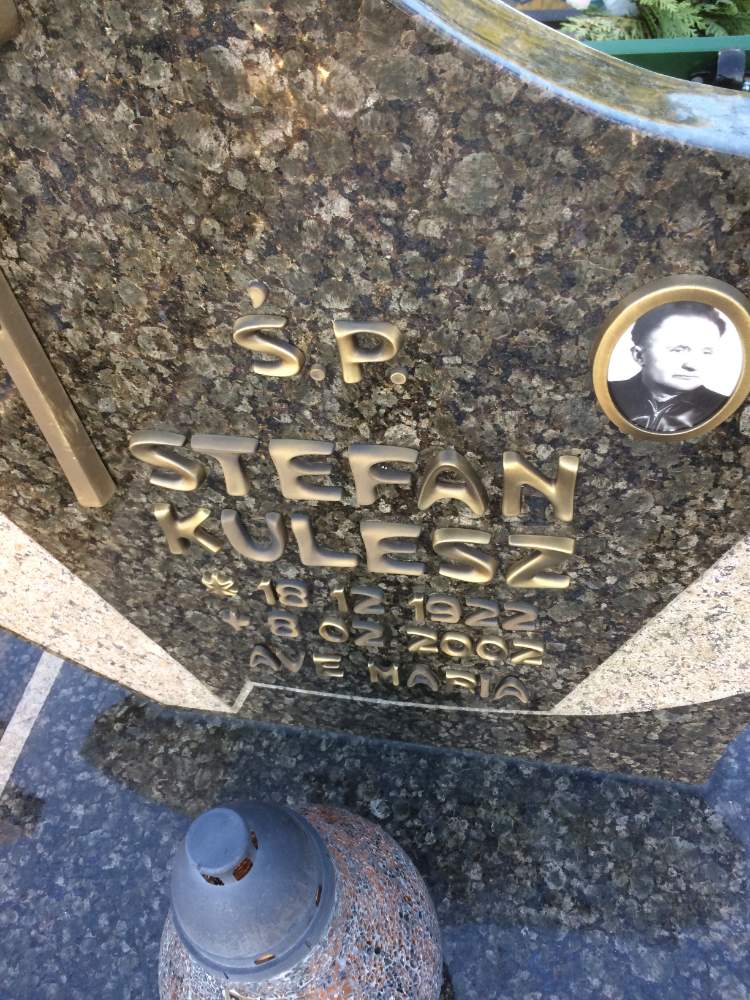 Ś.P.
STEFAN
KULESZ
* 18 12 1922
+ 8 02 2002
AVE MARIA